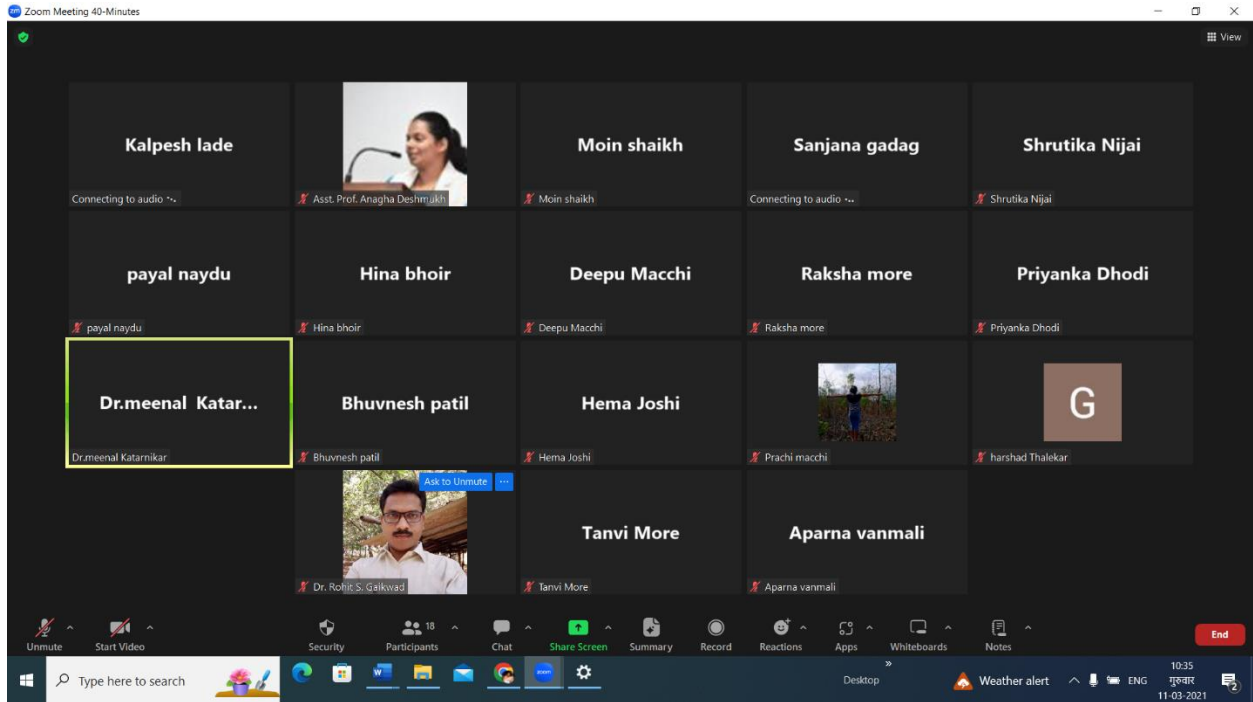 Zoom Meeting 40-Minutes
View
Kalpesh lade
Moin shaikh
Sanjana gadag
Shrutika Nijai
Connecting to audio
Asst. Prof. Anagha Deshmukh
Moin shaikh
Connecting to audio
Shrutika Nijai
payal naydu
Hina bhoir
Deepu Macchi
Raksha more
Priyanka Dhodi
payal naydu
Hina bhoir
Deepu Macchi
Raksha more
Priyanka Dhodi
Dr.meenal Katar...
Bhuvnesh patil
Hema Joshi
G
Dr.meenal Katarnikar
Bhuvnesh patil
Hema Joshi
Prachi macchi
harshad Thalekar
Ask to Unmute ...
Tanvi More
Aparna vanmali
Dr. Rohit S. Gaikwad
Tanvi More
Aparna vanmali
18
Unmute
Start Video
Security
Participants
Chat
Share Screen
Summary
Record
Reactions
Apps
Whiteboards
Notes
End
Type here to search
Desktop
Weather alert
ENG
10:35
गुरुवार
11-03-2021
2